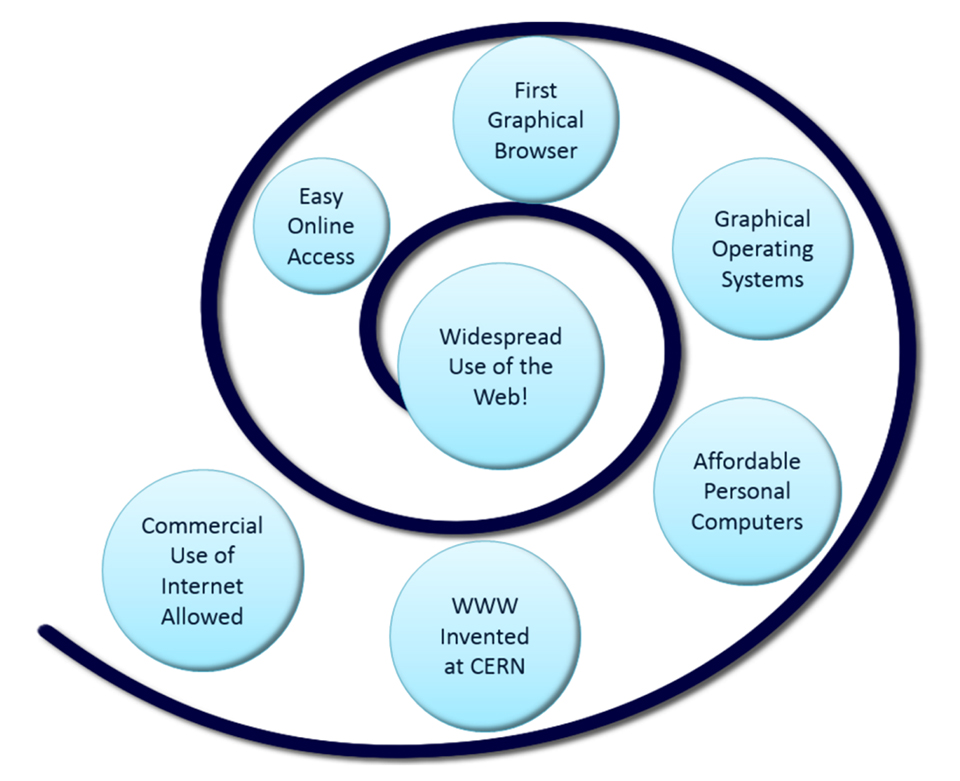 First
Graphical
Browser
Easy
Online
Access
Graphical
Operating
Systems
Widespread
Use of the
Web!
Affordable
Personal
Computers
Commercial
Use of
Internet
Allowed
WWW
Invented
at CERN